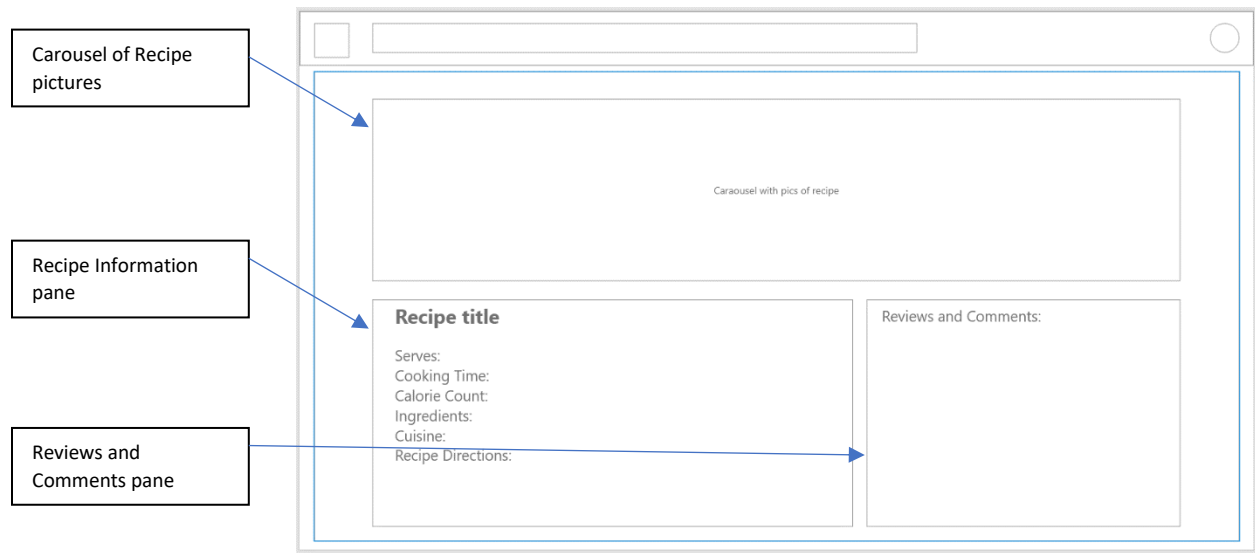 Carousel of Recipe
pictures
Caraousel with pics of recipe
Recipe Information
pane
Recipe title
Serves:
Cooking Time:
Calorie Count:
Ingredients:
Cuisine:
Recipe Directions:
Reviews and Comments:
Reviews and
Comments pane